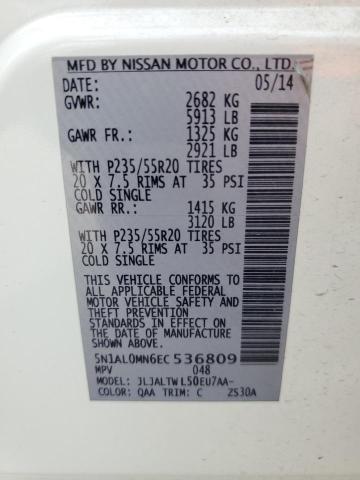 MFD BY NISSAN MOTOR CO., LTD.
DATE: 05/14
GVWR: 2682 KG
5913 LB
GAWR FR.: 1325 KG
2921 LB
WITH P235/55R20 TIRES
20 X 7.5 RIMS AT 35 PSI
COLD SINGLE
GAWR RR.: 1415 KG
3120 LB
WITH P235/55R20 TIRES
20 X 7.5 RIMS AT 35 PSI
COLD SINGLE
THIS VEHICLE CONFORMS TO
ALL APPLICABLE FEDERAL
MOTOR VEHICLE SAFETY AND
THEFT PREVENTION
STANDARDS IN EFFECT ON
THE DATE OF MANUFACTURE
SHOWN ABOVE.
5N1AL0MN6EC536809
MPV 048
MODEL: JLJALTWL50EU7AA-
COLOR: QAA TRIM: C ZS30A